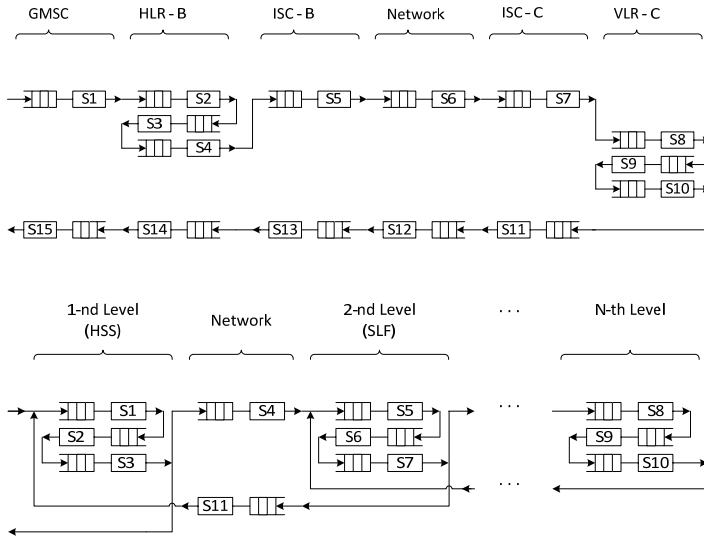 GMSC HLR - B ISC - B Network ISC - C VLR - C
S1 S2 S5 S6 S7
S3
S4 S8
S9
S10
S15 S14 S13 S12 S11
1-nd Level 2-nd Level . . . N-th Level
(HSS) Network (SLF)
S1 S4 S5 . . . S8
S2 S6 S9
S3 S7 S10
. . .
S11